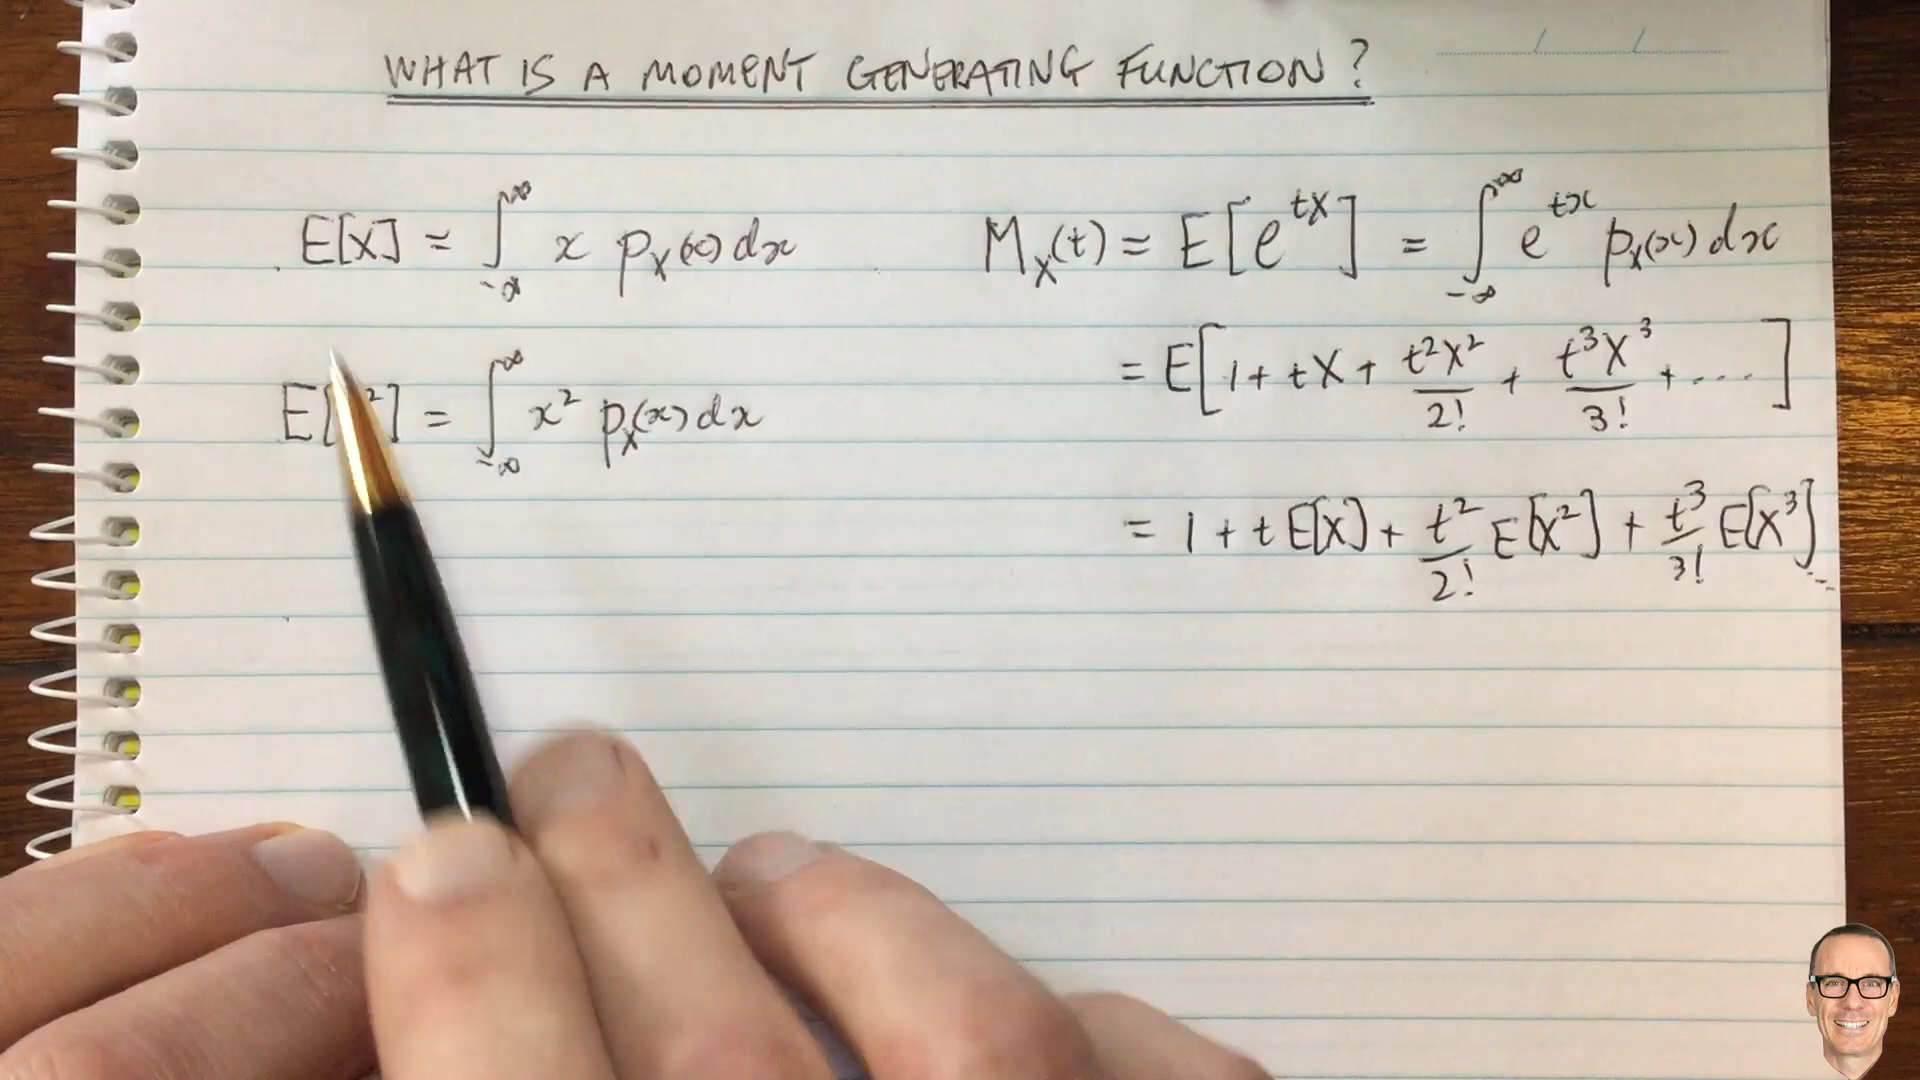 WHAT IS A MOMENT GENERATING FUNCTION?
E[X] = ∫_{-∞}^{∞} x p_X(x) dx
E[ ²] = ∫_{-∞}^{∞} x² p_X(x) dx
M_X(t) = E[e^{tX}] = ∫_{-∞}^{∞} e^{tx} p_X(x) dx
= E[1 + tX + t²X²/2! + t³X³/3! + ....]
= 1 + t E[X] + t²/2! E[X²] + t³/3! E[X³] ...